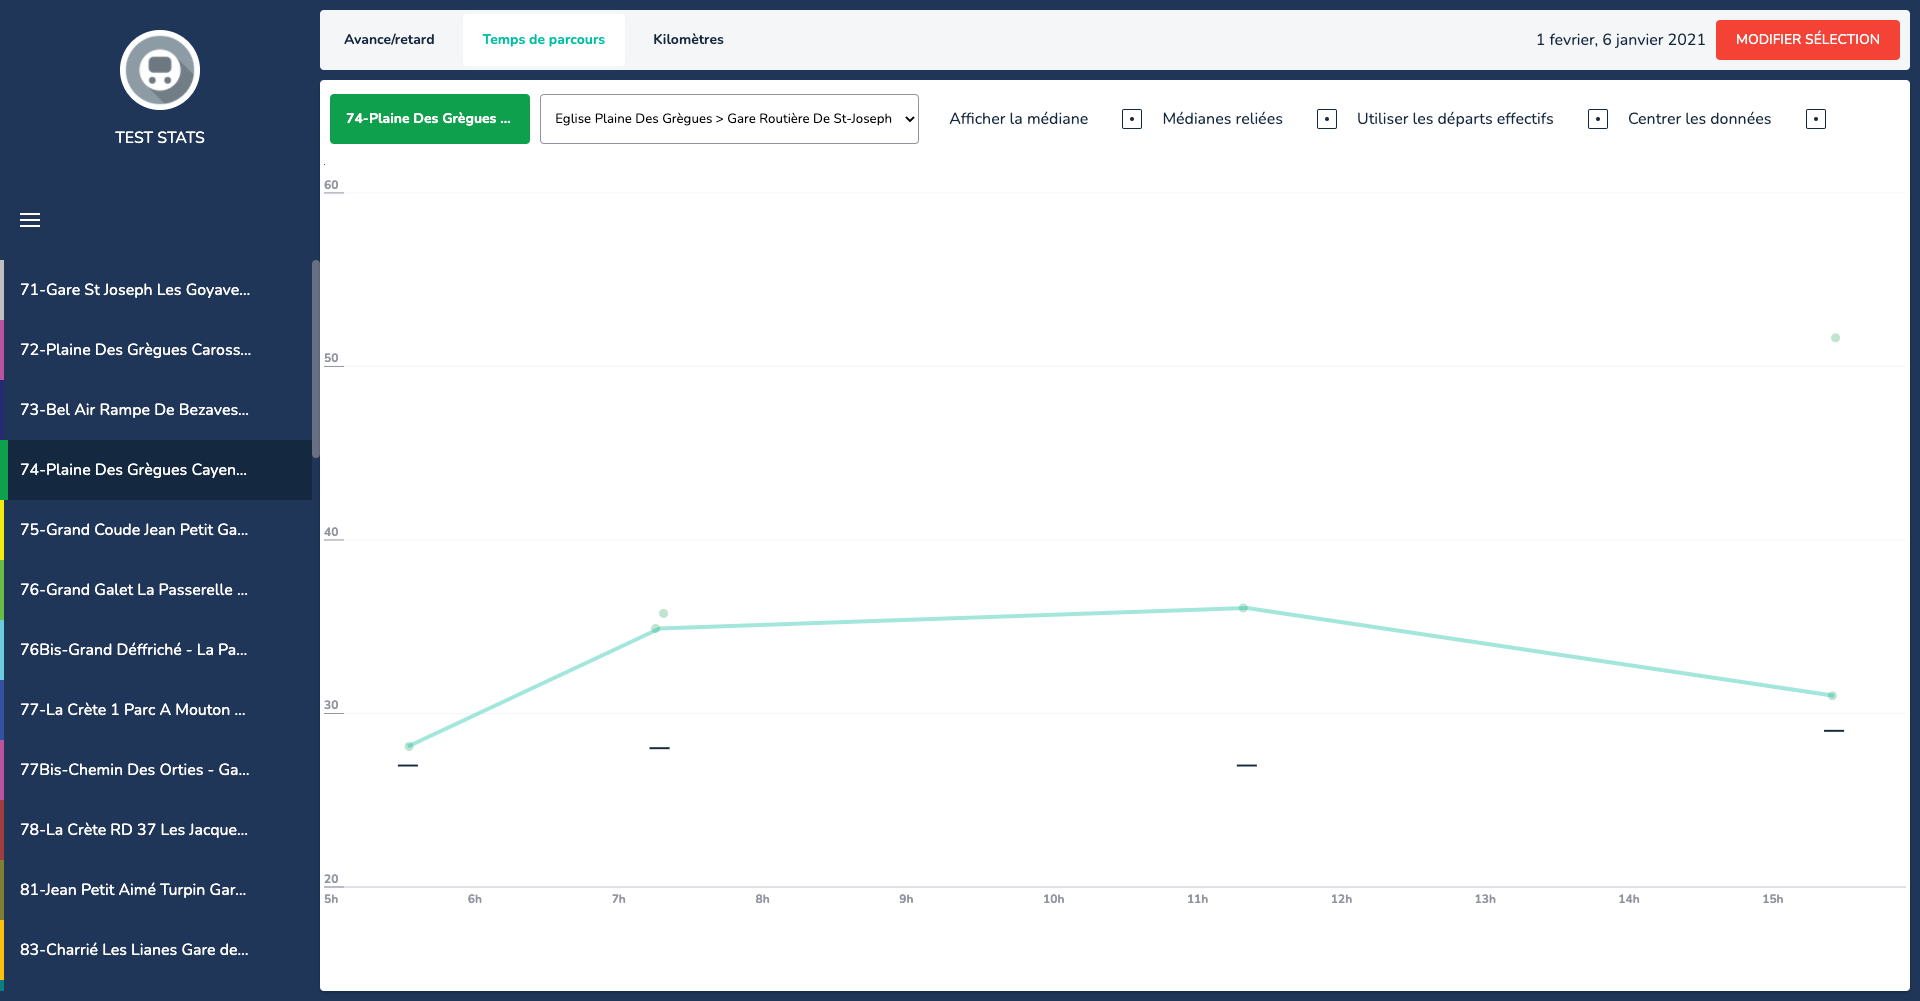 TEST STATS
71-Gare St Joseph Les Goyave...
72-Plaine Des Grègues Caross...
73-Bel Air Rampe De Bezaves...
74-Plaine Des Grègues Cayen...
75-Grand Coude Jean Petit Ga...
76-Grand Galet La Passerelle ...
76Bis-Grand Déffriché - La Pa...
77-La Crète 1 Parc A Mouton ...
77Bis-Chemin Des Orties - Ga...
78-La Crète RD 37 Les Jacque...
81-Jean Petit Aimé Turpin Gar...
83-Charrié Les Lianes Gare de...
Avance/retard Temps de parcours Kilomètres 1 fevrier, 6 janvier 2021 MODIFIER SÉLECTION
74-Plaine Des Grègues ... Eglise Plaine Des Grègues > Gare Routière De St-Joseph Afficher la médiane Médianes reliées Utiliser les départs effectifs Centrer les données
60
50
40
30
20
5h 6h 7h 8h 9h 10h 11h 12h 13h 14h 15h